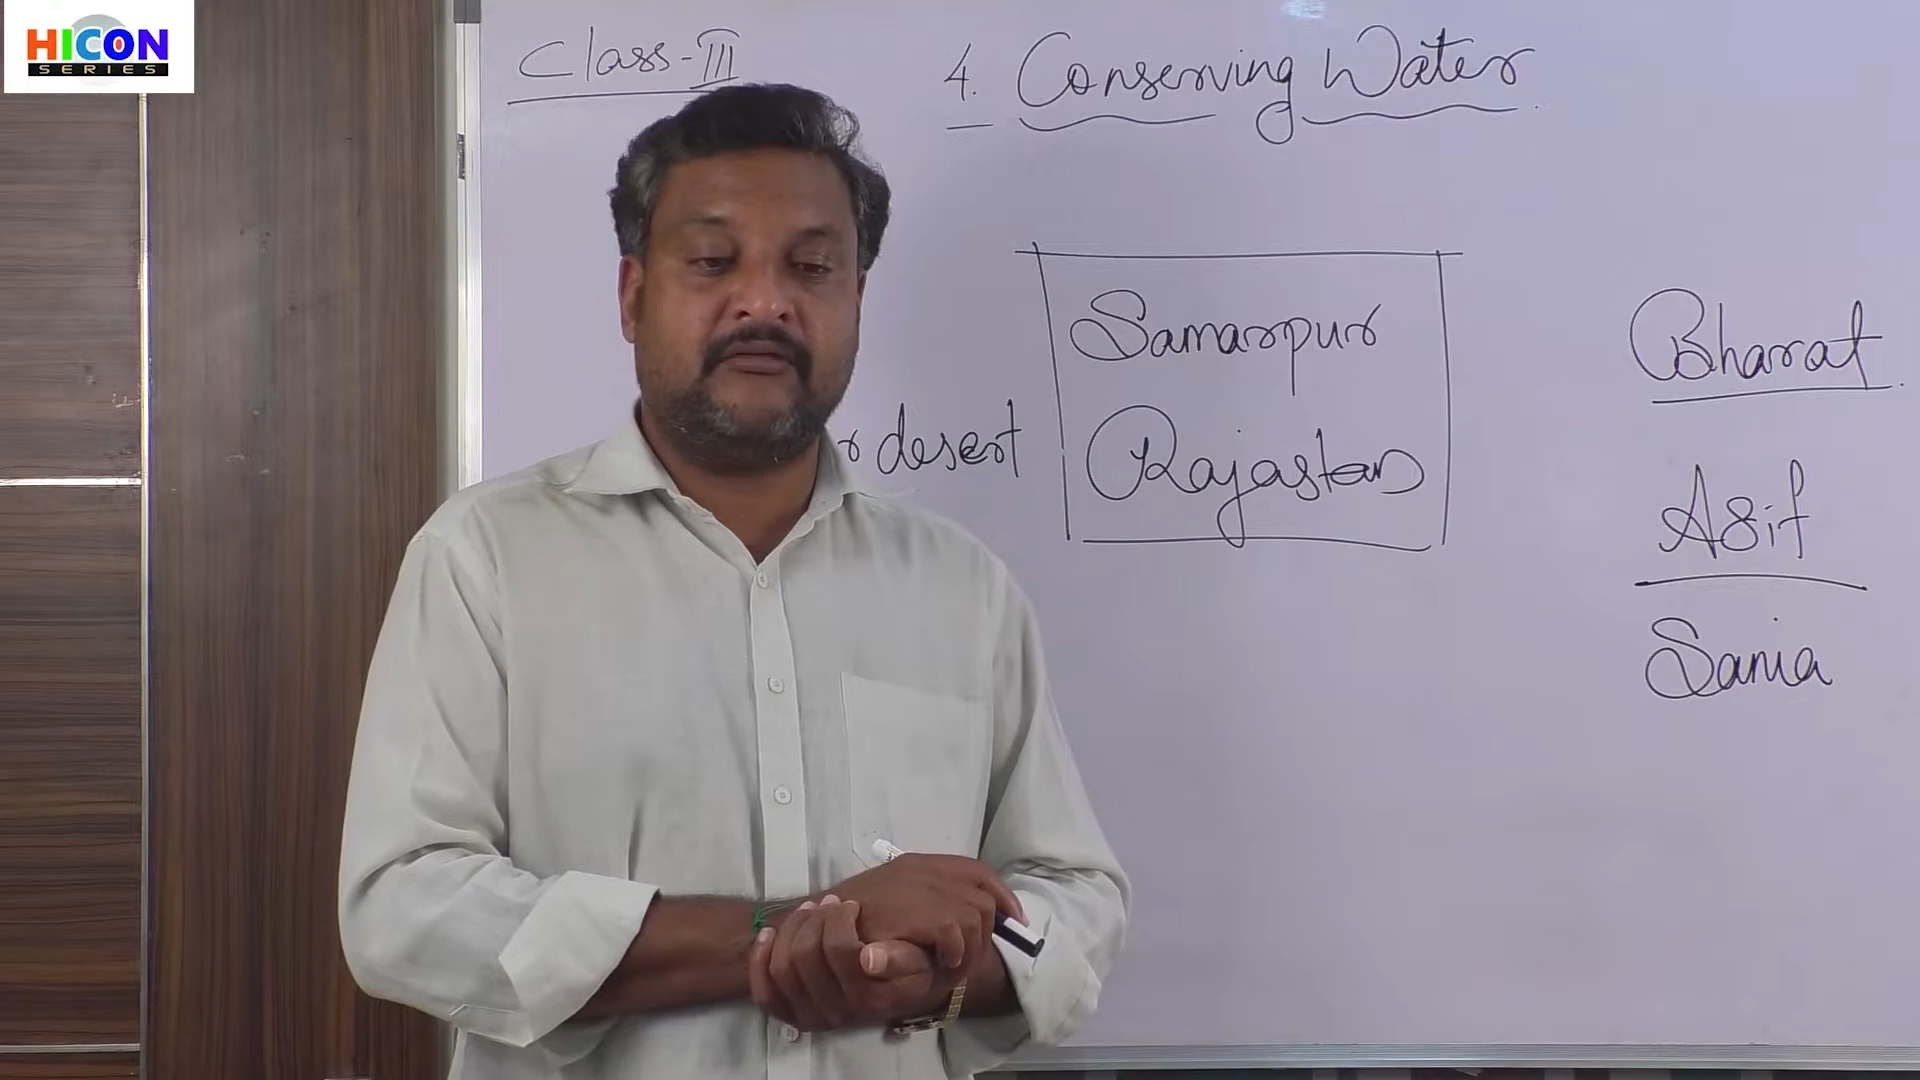 HICON
SERIES
Class-III
4. Conserving Water
Samarpur
Rajastan
desert
Bharat
Asif
Sania